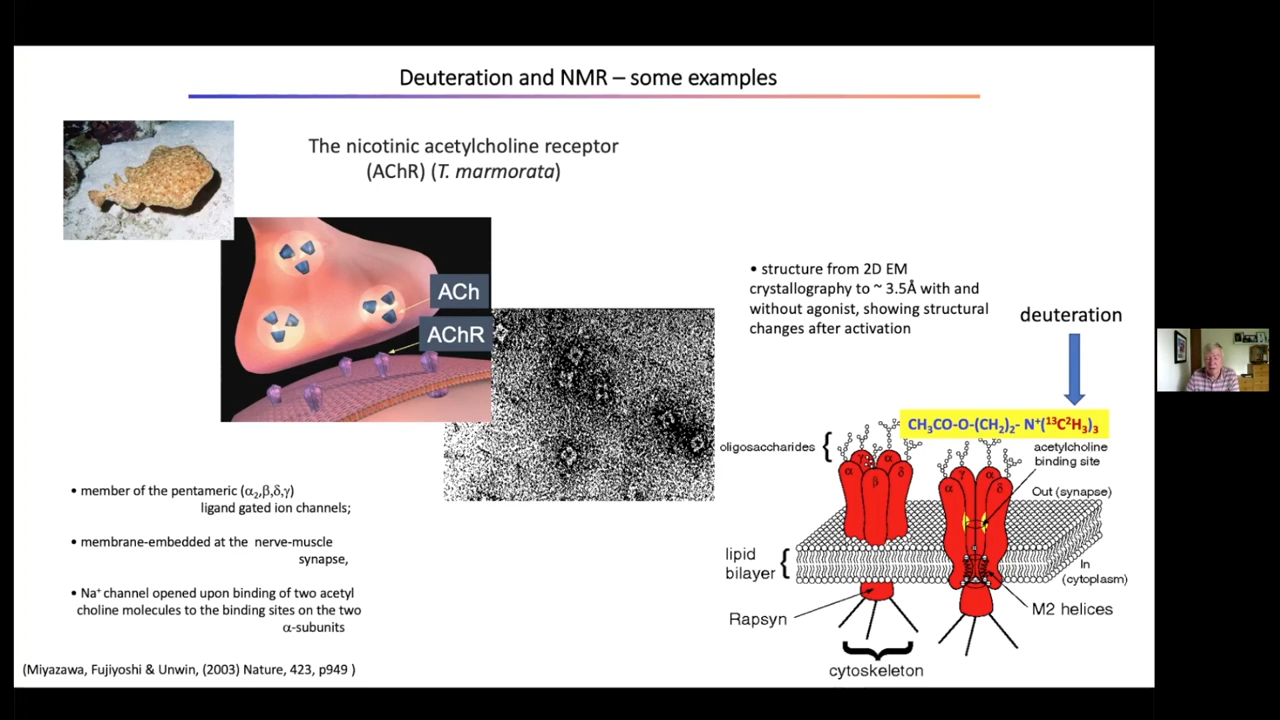 Deuteration and NMR – some examples
The nicotinic acetylcholine receptor
(AChR) (T. marmorata)
ACh
AChR
• structure from 2D EM
crystallography to ~ 3.5Å with and
without agonist, showing structural
changes after activation
deuteration
CH₃CO-O-(CH₂)₂- N⁺(¹³C²H₃)₃
oligosaccharides
acetylcholine
binding site
γ
α
α
δ
β
γ
α
α
δ
Out (synapse)
lipid
bilayer
In
(cytoplasm)
M2 helices
Rapsyn
cytoskeleton
• member of the pentameric (α₂,β,δ,γ)
ligand gated ion channels;
• membrane-embedded at the nerve-muscle
synapse,
• Na⁺ channel opened upon binding of two acetyl
choline molecules to the binding sites on the two
α-subunits
(Miyazawa, Fujiyoshi & Unwin, (2003) Nature, 423, p949 )